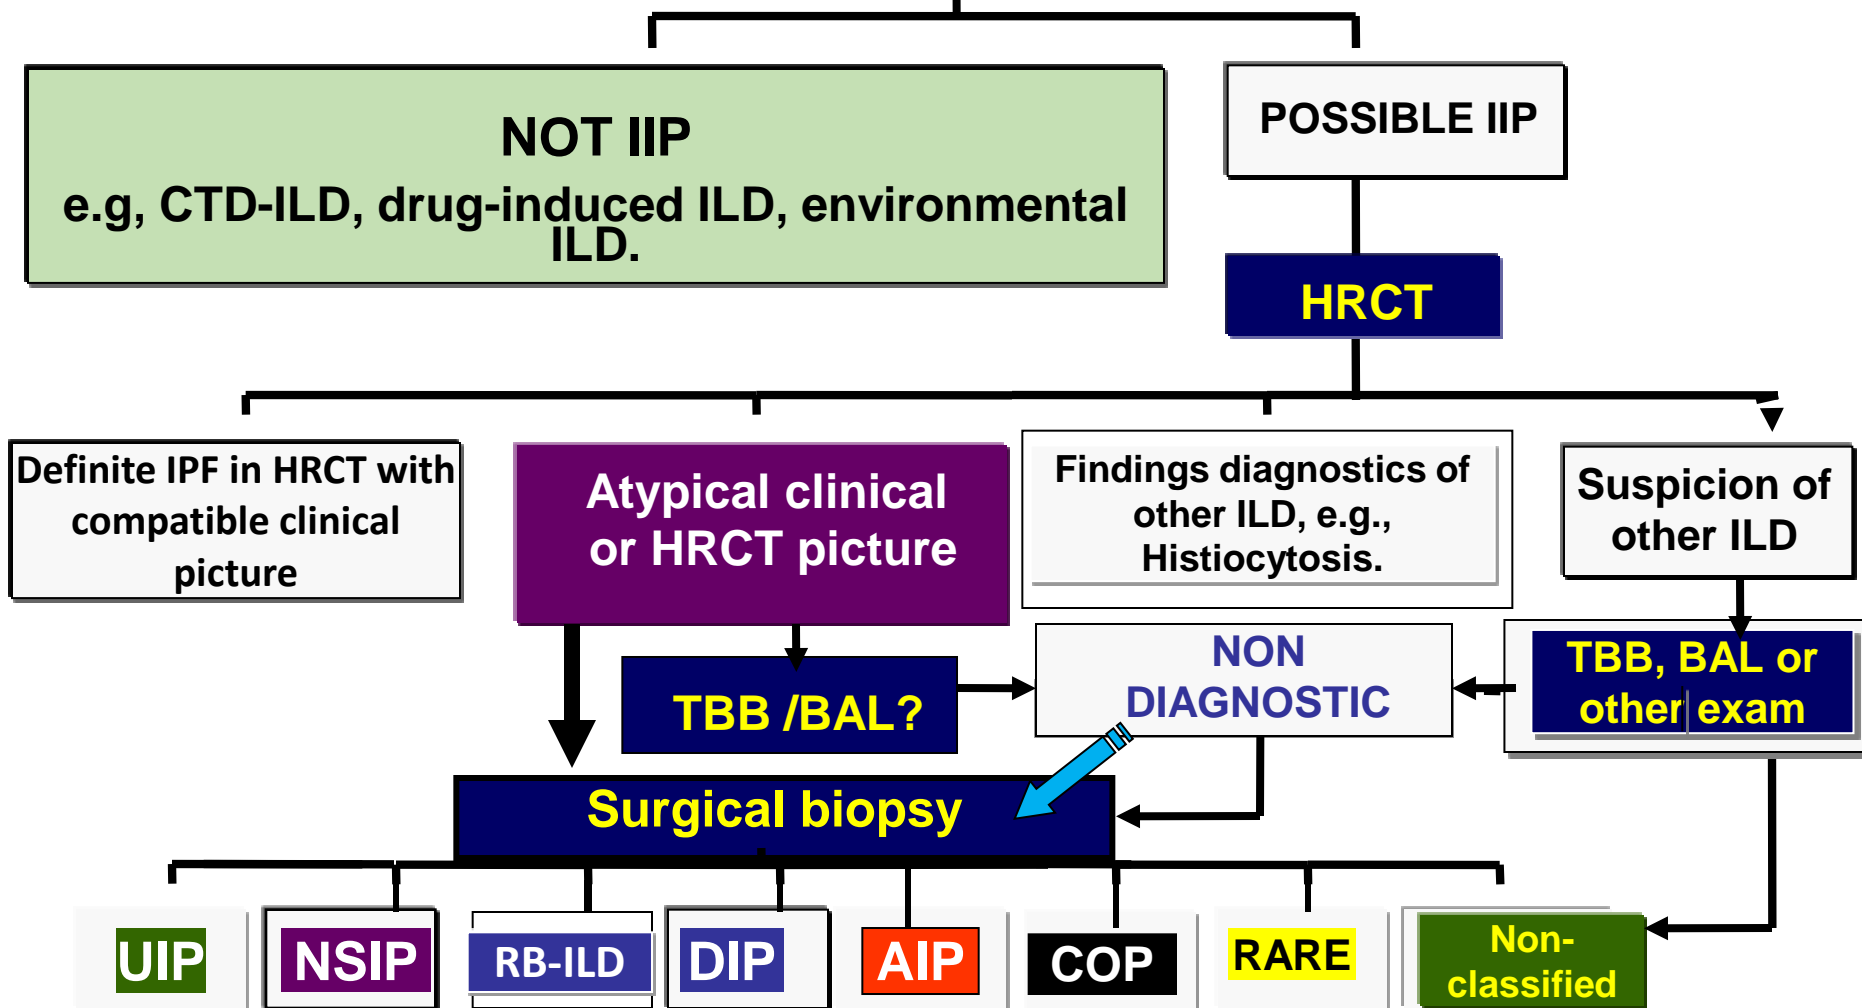 NOT IIP
e.g, CTD-ILD, drug-induced ILD, environmental
ILD.
POSSIBLE IIP
HRCT
Definite IPF in HRCT with
compatible clinical
picture
Atypical clinical
or HRCT picture
Findings diagnostics of
other ILD, e.g.,
Histiocytosis.
Suspicion of
other ILD
TBB /BAL?
NON
DIAGNOSTIC
TBB, BAL or
other exam
Surgical biopsy
UIP
NSIP
RB-ILD
DIP
AIP
COP
RARE
Non-
classified